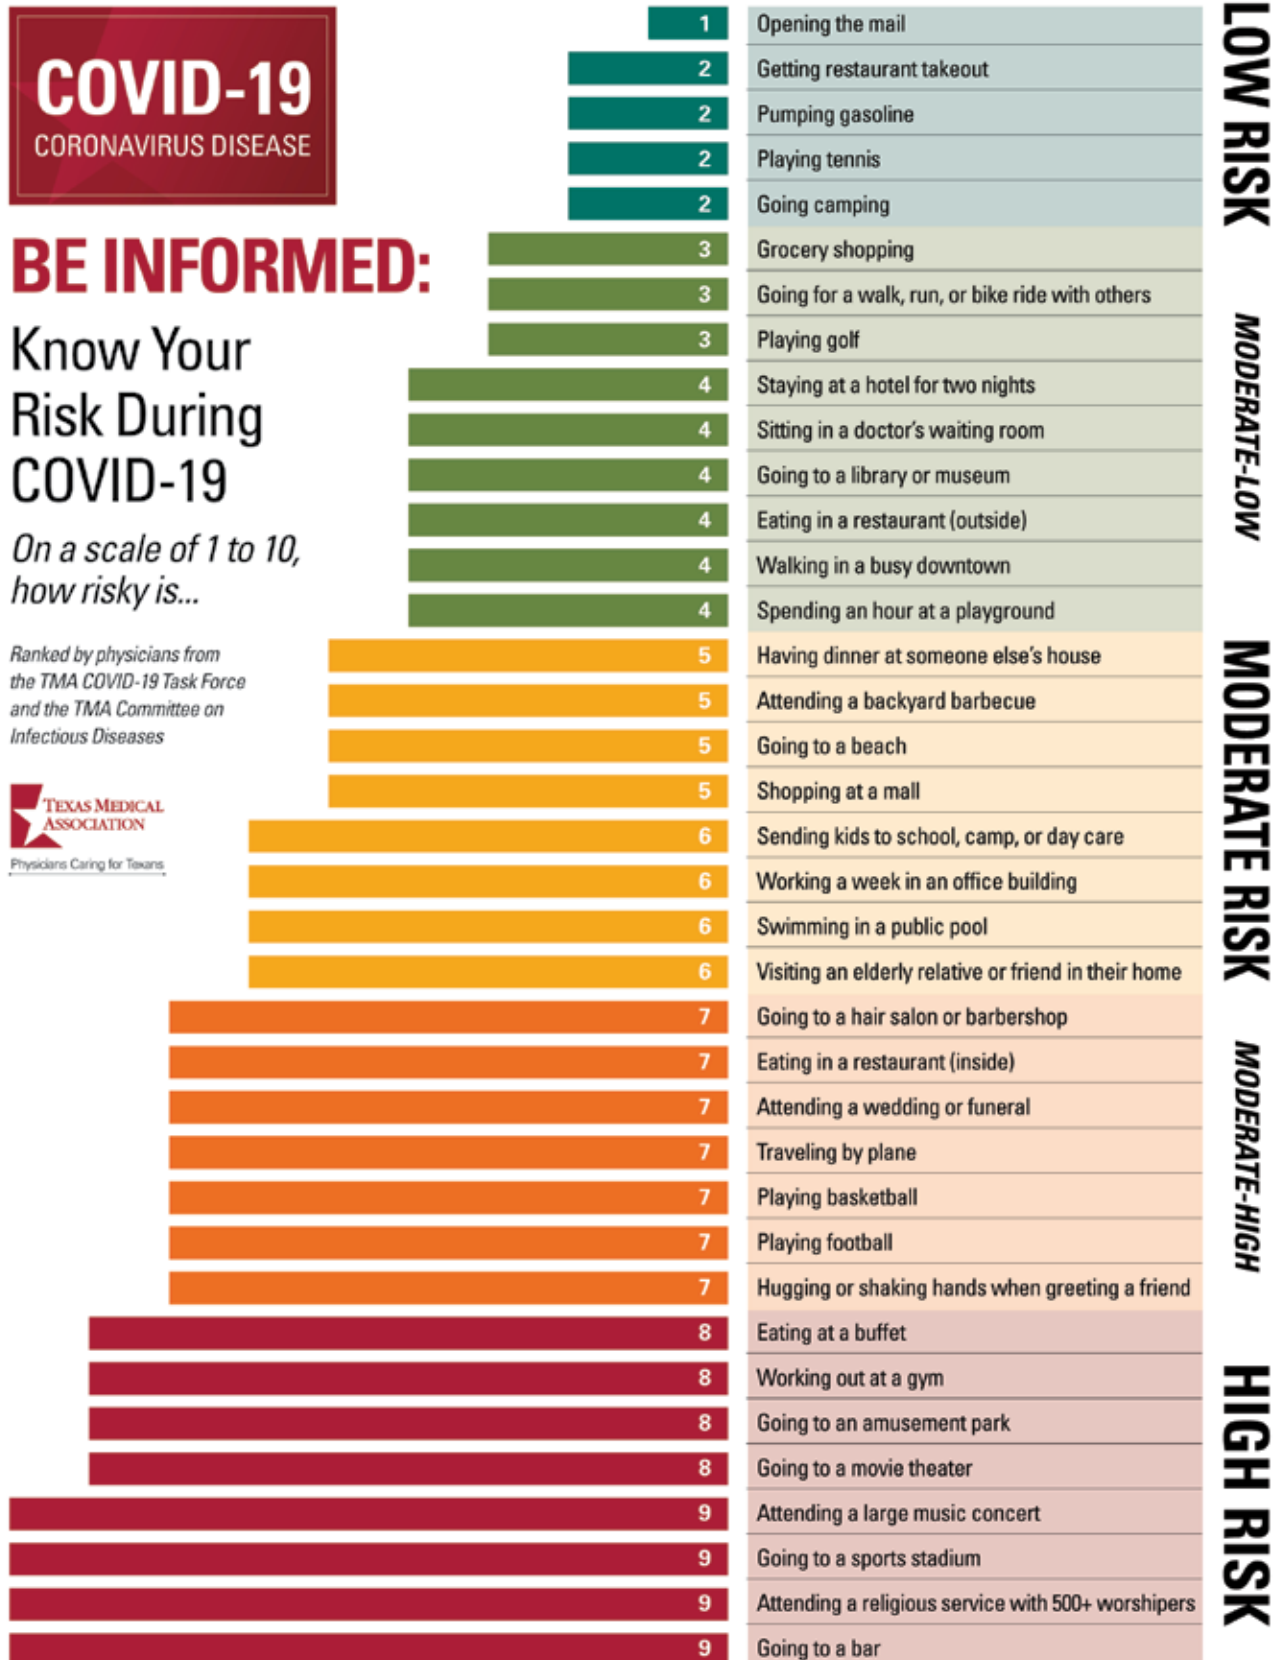 COVID-19
CORONAVIRUS DISEASE
BE INFORMED:
Know Your
Risk During
COVID-19
On a scale of 1 to 10,
how risky is...
Ranked by physicians from
the TMA COVID-19 Task Force
and the TMA Committee on
Infectious Diseases
TEXAS MEDICAL
ASSOCIATION
Physicians Caring for Texans
LOW RISK
1 Opening the mail
2 Getting restaurant takeout
2 Pumping gasoline
2 Playing tennis
2 Going camping
MODERATE-LOW
3 Grocery shopping
3 Going for a walk, run, or bike ride with others
3 Playing golf
4 Staying at a hotel for two nights
4 Sitting in a doctor's waiting room
4 Going to a library or museum
4 Eating in a restaurant (outside)
4 Walking in a busy downtown
4 Spending an hour at a playground
MODERATE RISK
5 Having dinner at someone else's house
5 Attending a backyard barbecue
5 Going to a beach
5 Shopping at a mall
6 Sending kids to school, camp, or day care
6 Working a week in an office building
6 Swimming in a public pool
6 Visiting an elderly relative or friend in their home
MODERATE-HIGH
7 Going to a hair salon or barbershop
7 Eating in a restaurant (inside)
7 Attending a wedding or funeral
7 Traveling by plane
7 Playing basketball
7 Playing football
7 Hugging or shaking hands when greeting a friend
HIGH RISK
8 Eating at a buffet
8 Working out at a gym
8 Going to an amusement park
8 Going to a movie theater
9 Attending a large music concert
9 Going to a sports stadium
9 Attending a religious service with 500+ worshipers
9 Going to a bar